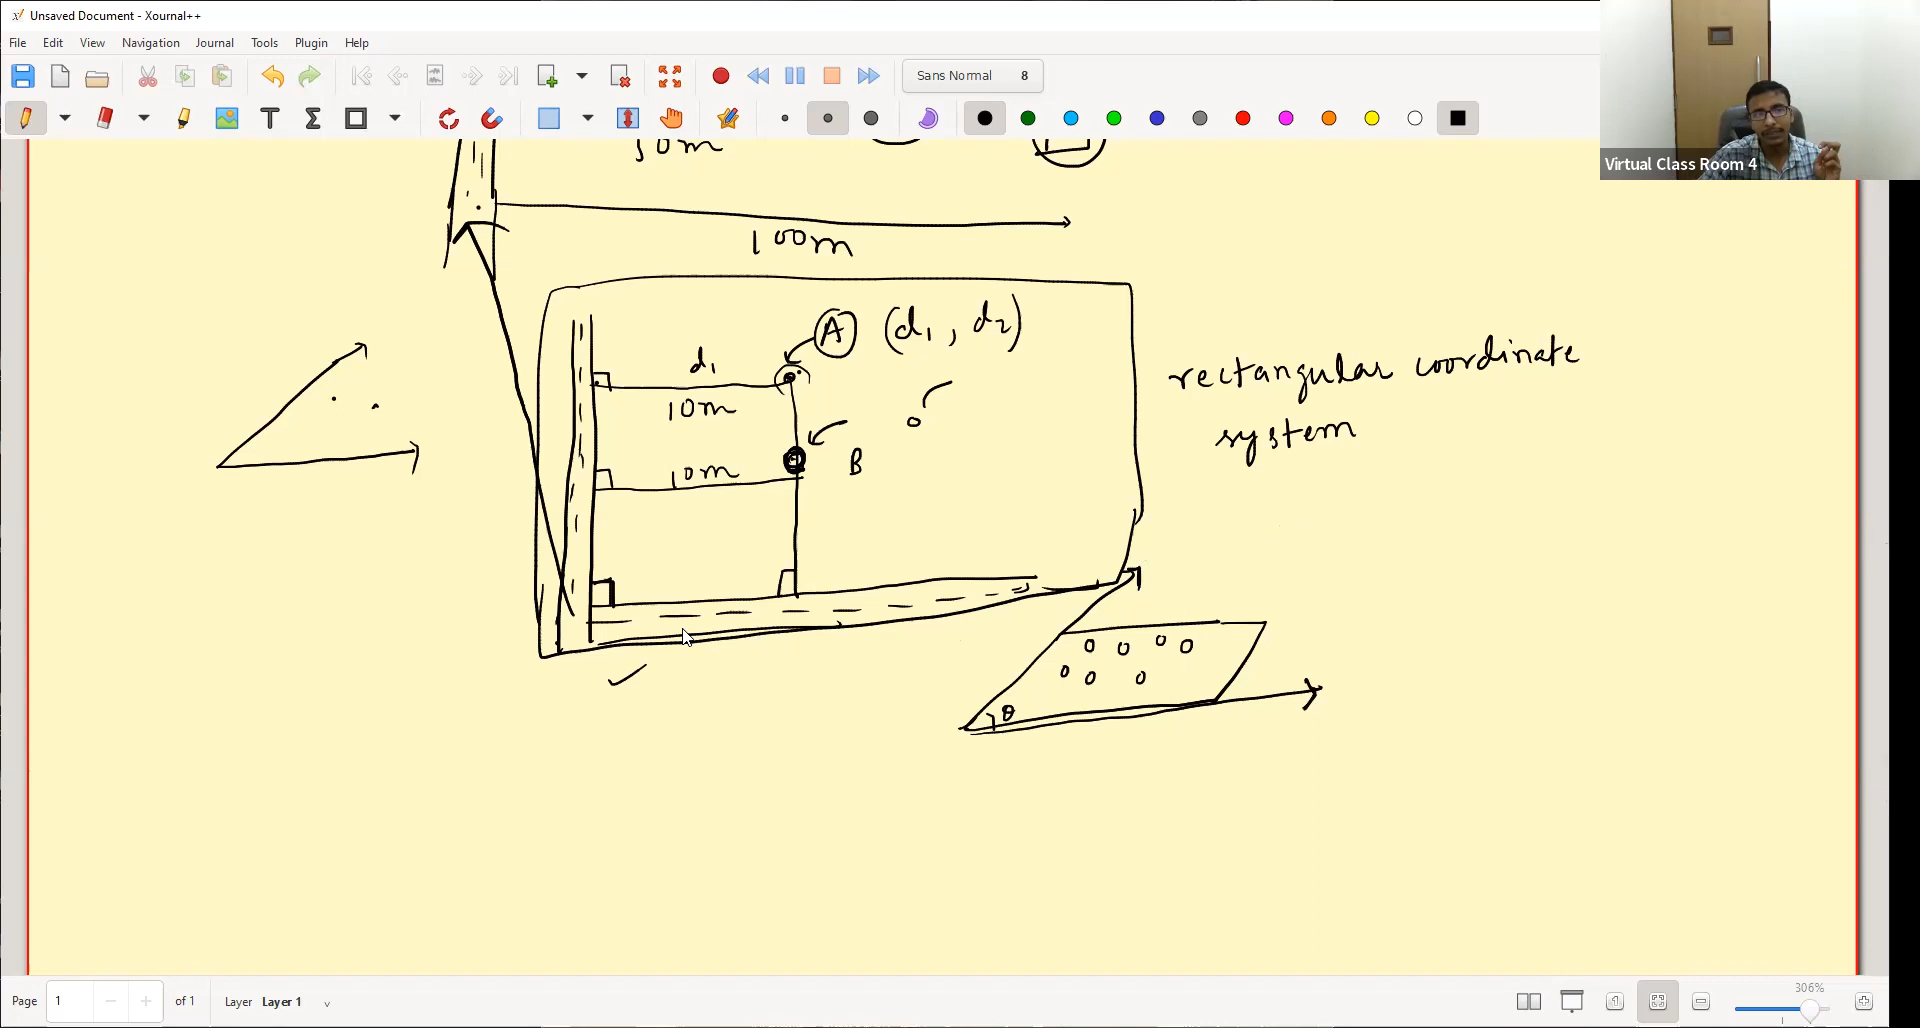 Unsaved Document - Xournal++
File Edit View Navigation Journal Tools Plugin Help
Sans Normal 8
Virtual Class Room 4
10m
100m
A (d1, d2)
d1
10m
rectangular coordinate
system
10m
B
θ
Page 1 of 1 Layer Layer 1
306%